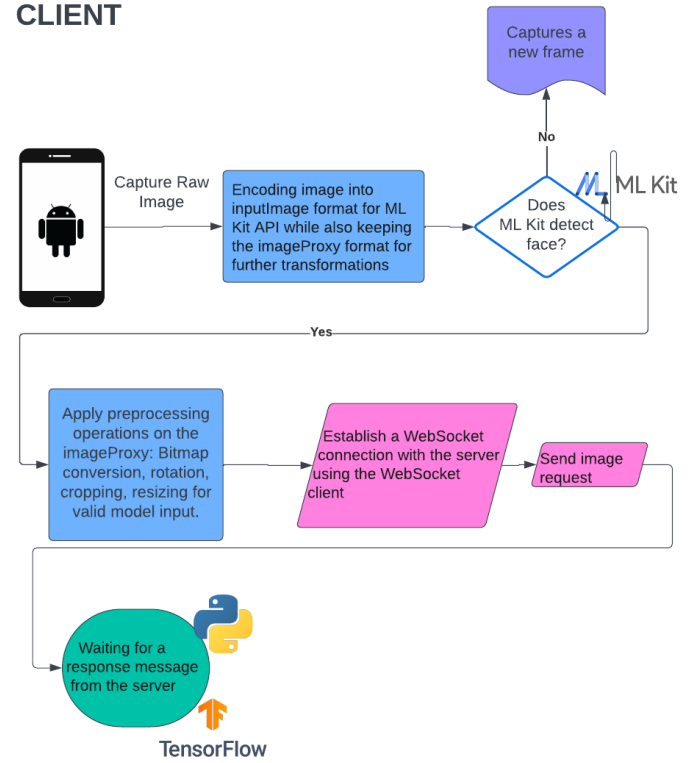 CLIENT
Captures a
new frame
No
Capture Raw
Image
Encoding image into
inputImage format for ML
Kit API while also keeping
the imageProxy format for
further transformations
Does
ML Kit detect
face?
ML Kit
Yes
Apply preprocessing
operations on the
imageProxy: Bitmap
conversion, rotation,
cropping, resizing for
valid model input.
Establish a WebSocket
connection with the server
using the WebSocket
client
Send image
request
Waiting for a
response message
from the server
TensorFlow